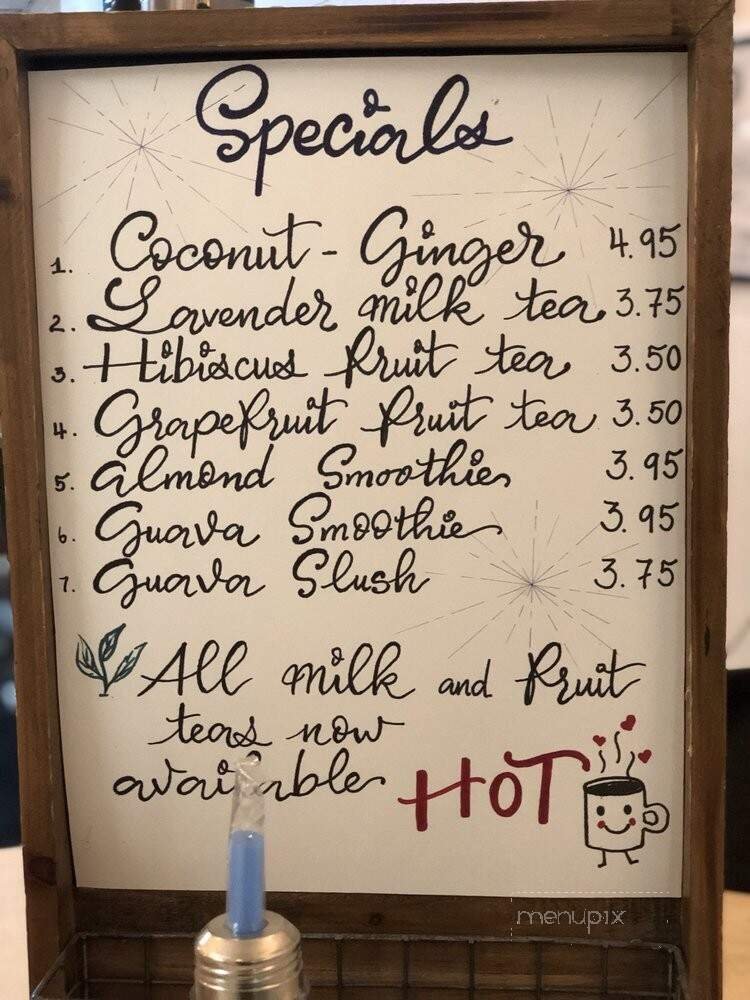 Specials
1. Coconut - Ginger 4.95
2. Lavender milk tea 3.75
3. Hibiscus fruit tea 3.50
4. Grapefruit fruit tea 3.50
5. Almond Smoothie 3.95
6. Guava Smoothie 3.95
7. Guava Slush 3.75
All milk and fruit
teas now
available HOT
menupix